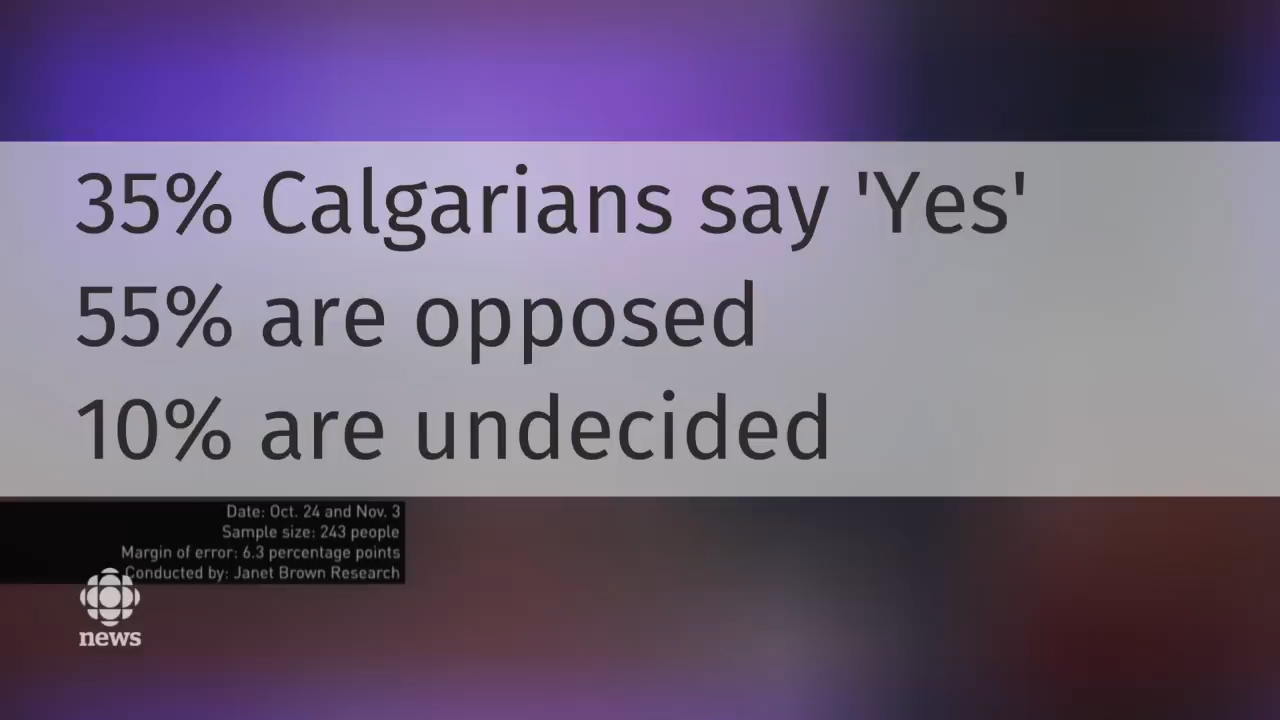 35% Calgarians say 'Yes'
55% are opposed
10% are undecided
Date: Oct. 24 and Nov. 3
Sample size: 243 people
Margin of error: 6.3 percentage points
Conducted by: Janet Brown Research
news